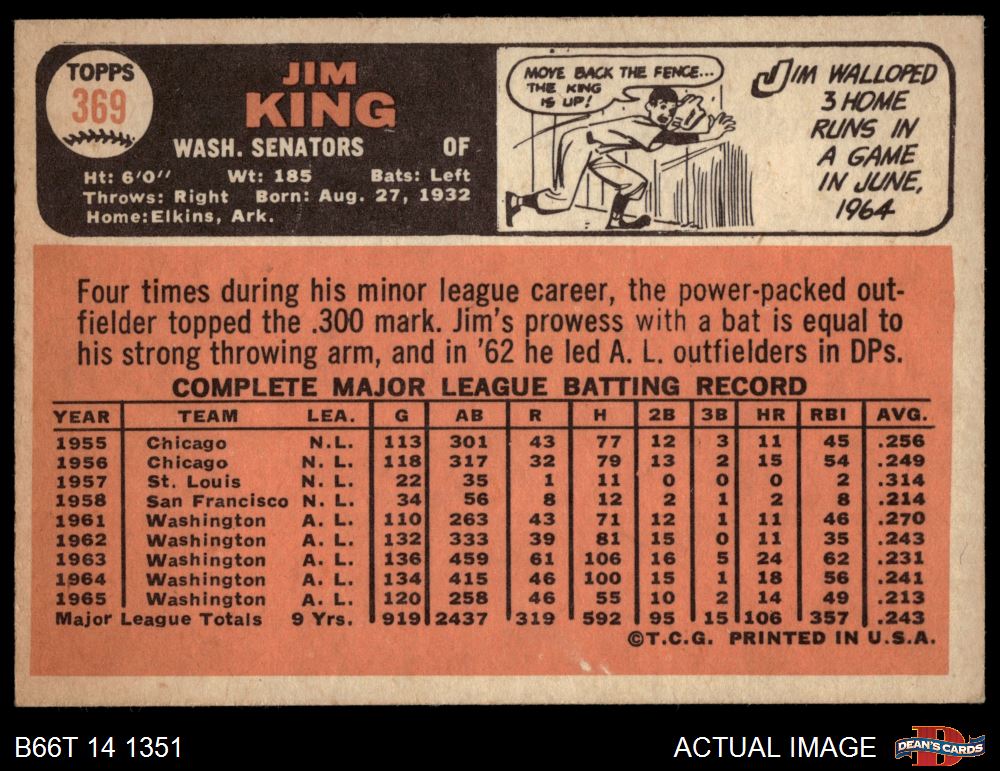 TOPPS
369
JIM
KING
WASH. SENATORS OF
Ht: 6'0" Wt: 185 Bats: Left
Throws: Right Born: Aug. 27, 1932
Home: Elkins, Ark.
MOVE BACK THE FENCE...
THE KING
IS UP!
JIM WALLOPED
3 HOME
RUNS IN
A GAME
IN JUNE,
1964
Four times during his minor league career, the power-packed out-
fielder topped the .300 mark. Jim's prowess with a bat is equal to
his strong throwing arm, and in '62 he led A. L. outfielders in DPs.
COMPLETE MAJOR LEAGUE BATTING RECORD
YEAR TEAM LEA. G AB R H 2B 3B HR RBI AVG.
1955 Chicago N.L. 113 301 43 77 12 3 11 45 .256
1956 Chicago N. L. 118 317 32 79 13 2 15 54 .249
1957 St. Louis N. L. 22 35 1 11 0 0 0 2 .314
1958 San Francisco N. L. 34 56 8 12 2 1 2 8 .214
1961 Washington A. L. 110 263 43 71 12 1 11 46 .270
1962 Washington A. L. 132 333 39 81 15 0 11 35 .243
1963 Washington A. L. 136 459 61 106 16 5 24 62 .231
1964 Washington A. L. 134 415 46 100 15 1 18 56 .241
1965 Washington A. L. 120 258 46 55 10 2 14 49 .213
Major League Totals 9 Yrs. 919 2437 319 592 95 15 106 357 .243
©T.C.G. PRINTED IN U.S.A.
B66T 14 1351
ACTUAL IMAGE
DEAN'S CARDS